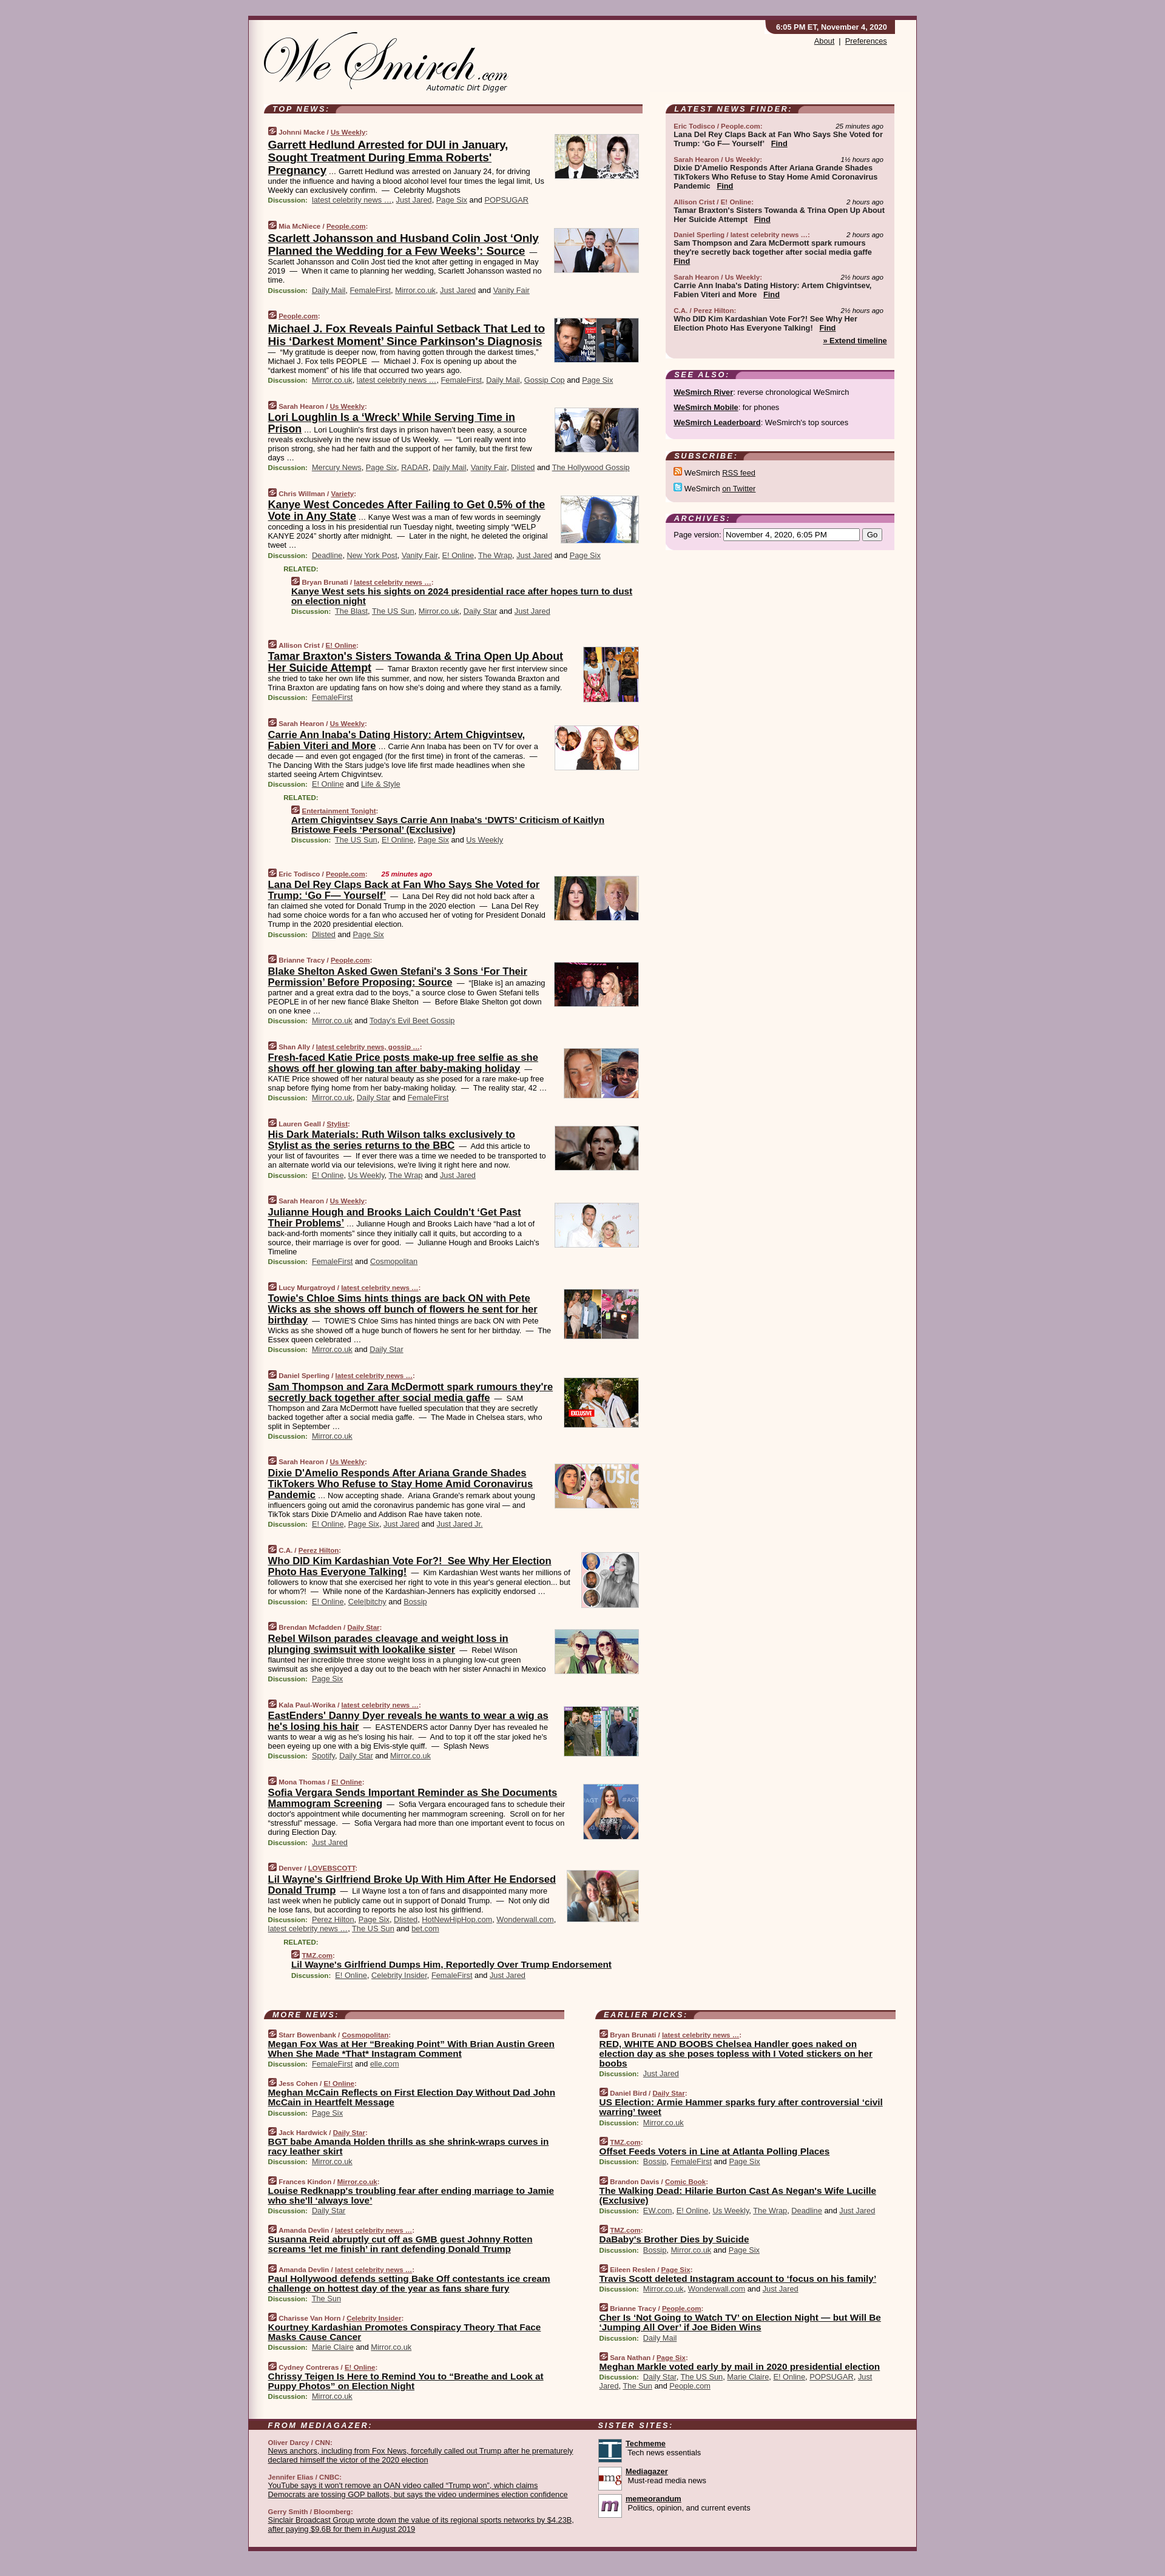 6:05 PM ET, November 4, 2020
About | Preferences
We Smirch.com
Automatic Dirt Digger
TOP NEWS:
Johnni Macke / Us Weekly:
Garrett Hedlund Arrested for DUI in January,
Sought Treatment During Emma Roberts'
Pregnancy … Garrett Hedlund was arrested on January 24, for driving
under the influence and having a blood alcohol level four times the legal limit, Us
Weekly can exclusively confirm. — Celebrity Mugshots
Discussion: latest celebrity news …, Just Jared, Page Six and POPSUGAR
Mia McNiece / People.com:
Scarlett Johansson and Husband Colin Jost ‘Only
Planned the Wedding for a Few Weeks’: Source —
Scarlett Johansson and Colin Jost tied the knot after getting in engaged in May
2019 — When it came to planning her wedding, Scarlett Johansson wasted no
time.
Discussion: Daily Mail, FemaleFirst, Mirror.co.uk, Just Jared and Vanity Fair
People.com:
Michael J. Fox Reveals Painful Setback That Led to
His ‘Darkest Moment’ Since Parkinson's Diagnosis
— “My gratitude is deeper now, from having gotten through the darkest times,”
Michael J. Fox tells PEOPLE — Michael J. Fox is opening up about the
“darkest moment” of his life that occurred two years ago.
Discussion: Mirror.co.uk, latest celebrity news …, FemaleFirst, Daily Mail, Gossip Cop and Page Six
Sarah Hearon / Us Weekly:
Lori Loughlin Is a ‘Wreck’ While Serving Time in
Prison … Lori Loughlin's first days in prison haven't been easy, a source
reveals exclusively in the new issue of Us Weekly. — “Lori really went into
prison strong, she had her faith and the support of her family, but the first few
days …
Discussion: Mercury News, Page Six, RADAR, Daily Mail, Vanity Fair, Dlisted and The Hollywood Gossip
Chris Willman / Variety:
Kanye West Concedes After Failing to Get 0.5% of the
Vote in Any State … Kanye West was a man of few words in seemingly
conceding a loss in his presidential run Tuesday night, tweeting simply “WELP
KANYE 2024” shortly after midnight. — Later in the night, he deleted the original
tweet …
Discussion: Deadline, New York Post, Vanity Fair, E! Online, The Wrap, Just Jared and Page Six
RELATED:
Bryan Brunati / latest celebrity news …:
Kanye West sets his sights on 2024 presidential race after hopes turn to dust
on election night
Discussion: The Blast, The US Sun, Mirror.co.uk, Daily Star and Just Jared
Allison Crist / E! Online:
Tamar Braxton's Sisters Towanda & Trina Open Up About
Her Suicide Attempt — Tamar Braxton recently gave her first interview since
she tried to take her own life this summer, and now, her sisters Towanda Braxton and
Trina Braxton are updating fans on how she's doing and where they stand as a family.
Discussion: FemaleFirst
Sarah Hearon / Us Weekly:
Carrie Ann Inaba's Dating History: Artem Chigvintsev,
Fabien Viteri and More … Carrie Ann Inaba has been on TV for over a
decade — and even got engaged (for the first time) in front of the cameras. —
The Dancing With the Stars judge's love life first made headlines when she
started seeing Artem Chigvintsev.
Discussion: E! Online and Life & Style
RELATED:
Entertainment Tonight:
Artem Chigvintsev Says Carrie Ann Inaba's ‘DWTS’ Criticism of Kaitlyn
Bristowe Feels ‘Personal’ (Exclusive)
Discussion: The US Sun, E! Online, Page Six and Us Weekly
Eric Todisco / People.com: 25 minutes ago
Lana Del Rey Claps Back at Fan Who Says She Voted for
Trump: ‘Go F— Yourself’ — Lana Del Rey did not hold back after a
fan claimed she voted for Donald Trump in the 2020 election — Lana Del Rey
had some choice words for a fan who accused her of voting for President Donald
Trump in the 2020 presidential election.
Discussion: Dlisted and Page Six
Brianne Tracy / People.com:
Blake Shelton Asked Gwen Stefani's 3 Sons ‘For Their
Permission’ Before Proposing: Source — “[Blake is] an amazing
partner and a great extra dad to the boys,” a source close to Gwen Stefani tells
PEOPLE in of her new fiancé Blake Shelton — Before Blake Shelton got down
on one knee …
Discussion: Mirror.co.uk and Today's Evil Beet Gossip
Shan Ally / latest celebrity news, gossip …:
Fresh-faced Katie Price posts make-up free selfie as she
shows off her glowing tan after baby-making holiday —
KATIE Price showed off her natural beauty as she posed for a rare make-up free
snap before flying home from her baby-making holiday. — The reality star, 42 …
Discussion: Mirror.co.uk, Daily Star and FemaleFirst
Lauren Geall / Stylist:
His Dark Materials: Ruth Wilson talks exclusively to
Stylist as the series returns to the BBC — Add this article to
your list of favourites — If ever there was a time we needed to be transported to
an alternate world via our televisions, we're living it right here and now.
Discussion: E! Online, Us Weekly, The Wrap and Just Jared
Sarah Hearon / Us Weekly:
Julianne Hough and Brooks Laich Couldn't ‘Get Past
Their Problems’ … Julianne Hough and Brooks Laich have “had a lot of
back-and-forth moments” since they initially call it quits, but according to a
source, their marriage is over for good. — Julianne Hough and Brooks Laich's
Timeline
Discussion: FemaleFirst and Cosmopolitan
Lucy Murgatroyd / latest celebrity news …:
Towie's Chloe Sims hints things are back ON with Pete
Wicks as she shows off bunch of flowers he sent for her
birthday — TOWIE'S Chloe Sims has hinted things are back ON with Pete
Wicks as she showed off a huge bunch of flowers he sent for her birthday. — The
Essex queen celebrated …
Discussion: Mirror.co.uk and Daily Star
Daniel Sperling / latest celebrity news …:
Sam Thompson and Zara McDermott spark rumours they're
secretly back together after social media gaffe — SAM
Thompson and Zara McDermott have fuelled speculation that they are secretly
backed together after a social media gaffe. — The Made in Chelsea stars, who
split in September …
Discussion: Mirror.co.uk
Sarah Hearon / Us Weekly:
Dixie D'Amelio Responds After Ariana Grande Shades
TikTokers Who Refuse to Stay Home Amid Coronavirus
Pandemic … Now accepting shade. Ariana Grande's remark about young
influencers going out amid the coronavirus pandemic has gone viral — and
TikTok stars Dixie D'Amelio and Addison Rae have taken note.
Discussion: E! Online, Page Six, Just Jared and Just Jared Jr.
C.A. / Perez Hilton:
Who DID Kim Kardashian Vote For?! See Why Her Election
Photo Has Everyone Talking! — Kim Kardashian West wants her millions of
followers to know that she exercised her right to vote in this year's general election... but
for whom?! — While none of the Kardashian-Jenners has explicitly endorsed …
Discussion: E! Online, Celebitchy and Bossip
Brendan Mcfadden / Daily Star:
Rebel Wilson parades cleavage and weight loss in
plunging swimsuit with lookalike sister — Rebel Wilson
flaunted her incredible three stone weight loss in a plunging low-cut green
swimsuit as she enjoyed a day out to the beach with her sister Annachi in Mexico
Discussion: Page Six
Kala Paul-Worika / latest celebrity news …:
EastEnders' Danny Dyer reveals he wants to wear a wig as
he's losing his hair — EASTENDERS actor Danny Dyer has revealed he
wants to wear a wig as he's losing his hair. — And to top it off the star joked he's
been eyeing up one with a big Elvis-style quiff. — Splash News
Discussion: Spotify, Daily Star and Mirror.co.uk
Mona Thomas / E! Online:
Sofia Vergara Sends Important Reminder as She Documents
Mammogram Screening — Sofia Vergara encouraged fans to schedule their
doctor's appointment while documenting her mammogram screening. Scroll on for her
“stressful” message. — Sofia Vergara had more than one important event to focus on
during Election Day.
Discussion: Just Jared
Denver / LOVEBSCOTT:
Lil Wayne's Girlfriend Broke Up With Him After He Endorsed
Donald Trump — Lil Wayne lost a ton of fans and disappointed many more
last week when he publicly came out in support of Donald Trump. — Not only did
he lose fans, but according to reports he also lost his girlfriend.
Discussion: Perez Hilton, Page Six, Dlisted, HotNewHipHop.com, Wonderwall.com,
latest celebrity news …, The US Sun and bet.com
RELATED:
TMZ.com:
Lil Wayne's Girlfriend Dumps Him, Reportedly Over Trump Endorsement
Discussion: E! Online, Celebrity Insider, FemaleFirst and Just Jared
LATEST NEWS FINDER:
Eric Todisco / People.com: 25 minutes ago
Lana Del Rey Claps Back at Fan Who Says She Voted for
Trump: ‘Go F— Yourself’ Find
Sarah Hearon / Us Weekly: 1½ hours ago
Dixie D'Amelio Responds After Ariana Grande Shades
TikTokers Who Refuse to Stay Home Amid Coronavirus
Pandemic Find
Allison Crist / E! Online: 2 hours ago
Tamar Braxton's Sisters Towanda & Trina Open Up About
Her Suicide Attempt Find
Daniel Sperling / latest celebrity news …: 2 hours ago
Sam Thompson and Zara McDermott spark rumours
they're secretly back together after social media gaffe
Find
Sarah Hearon / Us Weekly: 2½ hours ago
Carrie Ann Inaba's Dating History: Artem Chigvintsev,
Fabien Viteri and More Find
C.A. / Perez Hilton: 2½ hours ago
Who DID Kim Kardashian Vote For?! See Why Her
Election Photo Has Everyone Talking! Find
» Extend timeline
SEE ALSO:
WeSmirch River: reverse chronological WeSmirch
WeSmirch Mobile: for phones
WeSmirch Leaderboard: WeSmirch's top sources
SUBSCRIBE:
WeSmirch RSS feed
WeSmirch on Twitter
ARCHIVES:
Page version: November 4, 2020, 6:05 PM Go
MORE NEWS:
Starr Bowenbank / Cosmopolitan:
Megan Fox Was at Her “Breaking Point” With Brian Austin Green
When She Made *That* Instagram Comment
Discussion: FemaleFirst and elle.com
Jess Cohen / E! Online:
Meghan McCain Reflects on First Election Day Without Dad John
McCain in Heartfelt Message
Discussion: Page Six
Jack Hardwick / Daily Star:
BGT babe Amanda Holden thrills as she shrink-wraps curves in
racy leather skirt
Discussion: Mirror.co.uk
Frances Kindon / Mirror.co.uk:
Louise Redknapp's troubling fear after ending marriage to Jamie
who she'll ‘always love’
Discussion: Daily Star
Amanda Devlin / latest celebrity news …:
Susanna Reid abruptly cut off as GMB guest Johnny Rotten
screams ‘let me finish’ in rant defending Donald Trump
Amanda Devlin / latest celebrity news …:
Paul Hollywood defends setting Bake Off contestants ice cream
challenge on hottest day of the year as fans share fury
Discussion: The Sun
Charisse Van Horn / Celebrity Insider:
Kourtney Kardashian Promotes Conspiracy Theory That Face
Masks Cause Cancer
Discussion: Marie Claire and Mirror.co.uk
Cydney Contreras / E! Online:
Chrissy Teigen Is Here to Remind You to “Breathe and Look at
Puppy Photos” on Election Night
Discussion: Mirror.co.uk
EARLIER PICKS:
Bryan Brunati / latest celebrity news …:
RED, WHITE AND BOOBS Chelsea Handler goes naked on
election day as she poses topless with I Voted stickers on her
boobs
Discussion: Just Jared
Daniel Bird / Daily Star:
US Election: Armie Hammer sparks fury after controversial ‘civil
warring’ tweet
Discussion: Mirror.co.uk
TMZ.com:
Offset Feeds Voters in Line at Atlanta Polling Places
Discussion: Bossip, FemaleFirst and Page Six
Brandon Davis / Comic Book:
The Walking Dead: Hilarie Burton Cast As Negan's Wife Lucille
(Exclusive)
Discussion: EW.com, E! Online, Us Weekly, The Wrap, Deadline and Just Jared
TMZ.com:
DaBaby's Brother Dies by Suicide
Discussion: Bossip, Mirror.co.uk and Page Six
Eileen Reslen / Page Six:
Travis Scott deleted Instagram account to ‘focus on his family’
Discussion: Mirror.co.uk, Wonderwall.com and Just Jared
Brianne Tracy / People.com:
Cher Is ‘Not Going to Watch TV’ on Election Night — but Will Be
‘Jumping All Over’ if Joe Biden Wins
Discussion: Daily Mail
Sara Nathan / Page Six:
Meghan Markle voted early by mail in 2020 presidential election
Discussion: Daily Star, The US Sun, Marie Claire, E! Online, POPSUGAR, Just
Jared, The Sun and People.com
FROM MEDIAGAZER:
Oliver Darcy / CNN:
News anchors, including from Fox News, forcefully called out Trump after he prematurely
declared himself the victor of the 2020 election
Jennifer Elias / CNBC:
YouTube says it won't remove an OAN video called “Trump won”, which claims
Democrats are tossing GOP ballots, but says the video undermines election confidence
Gerry Smith / Bloomberg:
Sinclair Broadcast Group wrote down the value of its regional sports networks by $4.23B,
after paying $9.6B for them in August 2019
SISTER SITES:
Techmeme
Tech news essentials
Mediagazer
Must-read media news
memeorandum
Politics, opinion, and current events